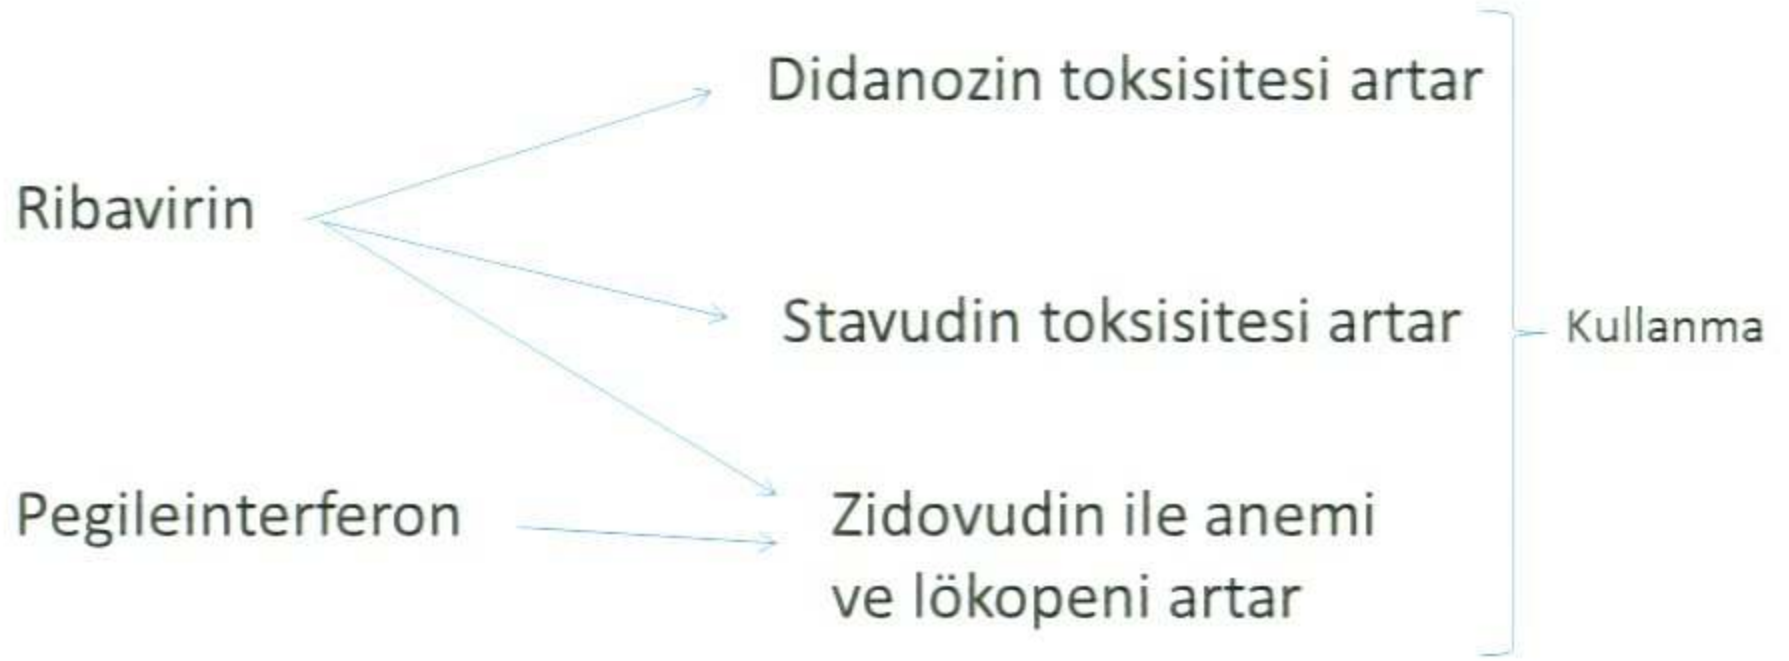 Didanozin toksisitesi artar
Ribavirin
Stavudin toksisitesi artar
Kullanma
Pegileinterferon
Zidovudin ile anemi
ve lökopeni artar